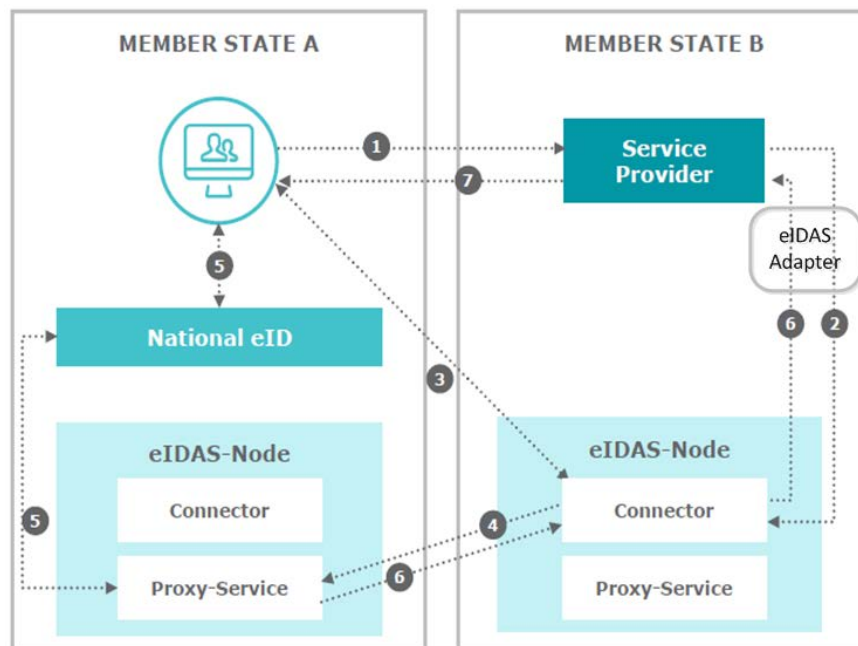 MEMBER STATE A
MEMBER STATE B
1
Service
Provider
7
eIDAS
Adapter
5
6
2
National eID
3
eIDAS-Node
eIDAS-Node
Connector
Connector
5
4
Proxy-Service
6
Proxy-Service